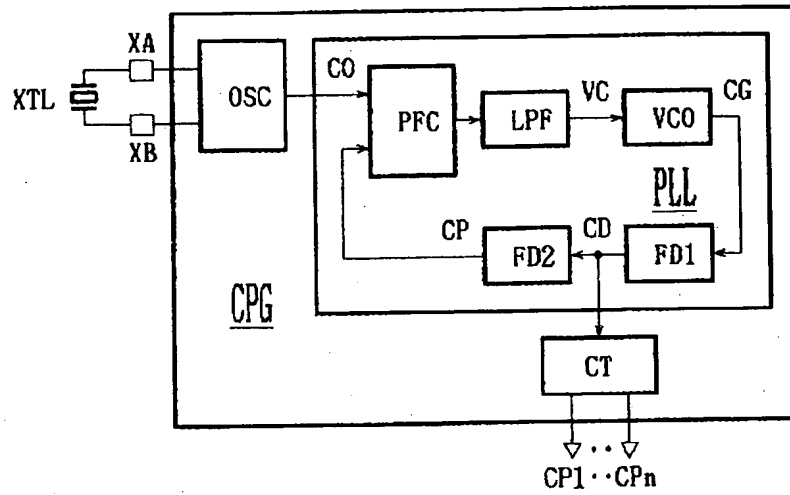 XA
XTL
XB
OSC
CO
PFC
LPF
VC
VCO
CG
PLL
CP
FD2
CD
FD1
CPG
CT
CP1··CPn